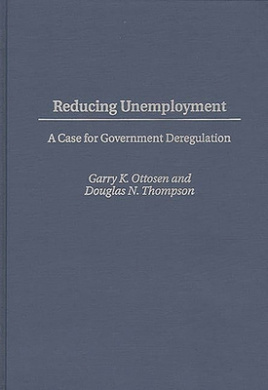 Reducing Unemployment
A Case for Government Deregulation
Garry K. Ottosen and
Douglas N. Thompson